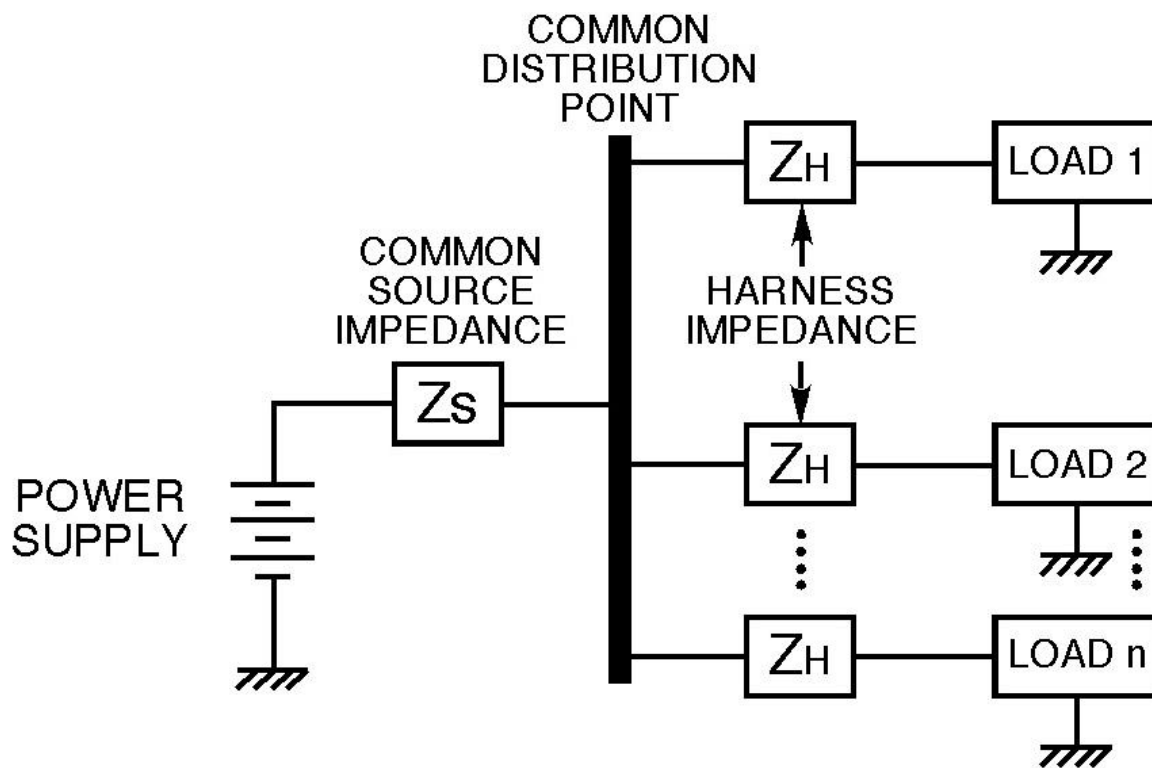 COMMON
DISTRIBUTION
POINT
ZH
LOAD 1
COMMON
SOURCE
IMPEDANCE
HARNESS
IMPEDANCE
ZS
ZH
LOAD 2
POWER
SUPPLY
ZH
LOAD n